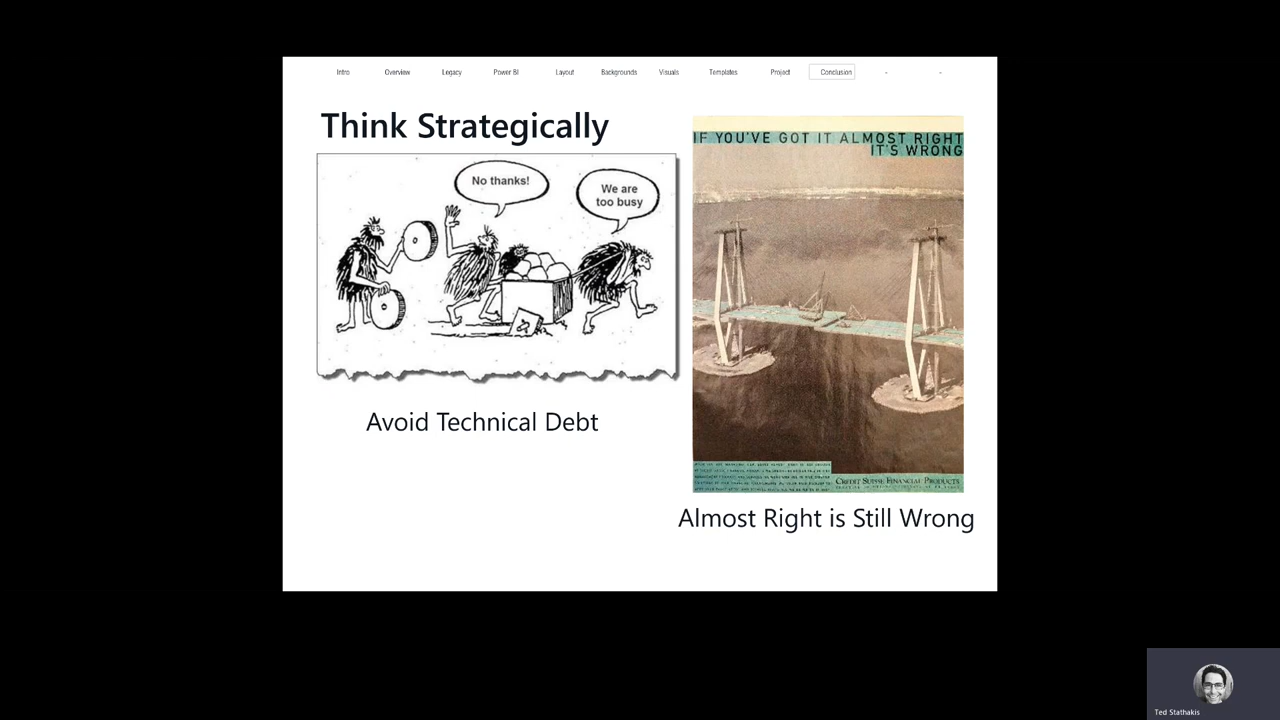 Intro Overview Legacy Power BI Layout Backgrounds Visuals Templates Project Conclusion - -
Think Strategically
No thanks!
We are
too busy
Avoid Technical Debt
IF YOU'VE GOT IT ALMOST RIGHT
IT'S WRONG
CREDIT SUISSE FINANCIAL PRODUCTS
Almost Right is Still Wrong
Ted Stathakis